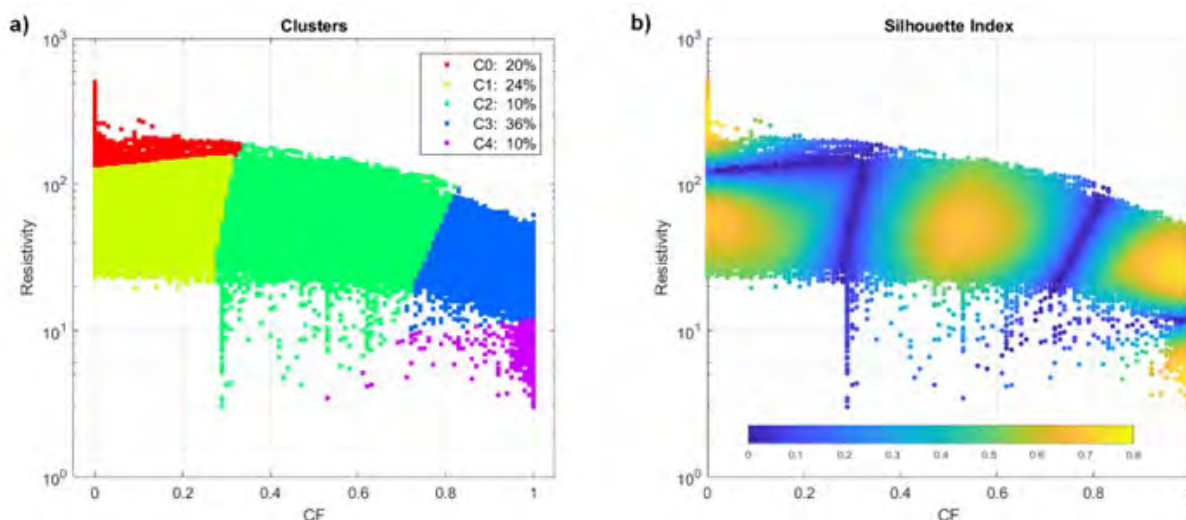 a)
Clusters
10³
10²
10¹
10⁰
Resistivity
0
0.2
0.4
0.6
0.8
1
CF
C0: 20%
C1: 24%
C2: 10%
C3: 36%
C4: 10%
b)
Silhouette Index
10³
10²
10¹
10⁰
Resistivity
0 0.1 0.2 0.3 0.4 0.5 0.6 0.7 0.8
0
0.2
0.4
0.6
0.8
CF